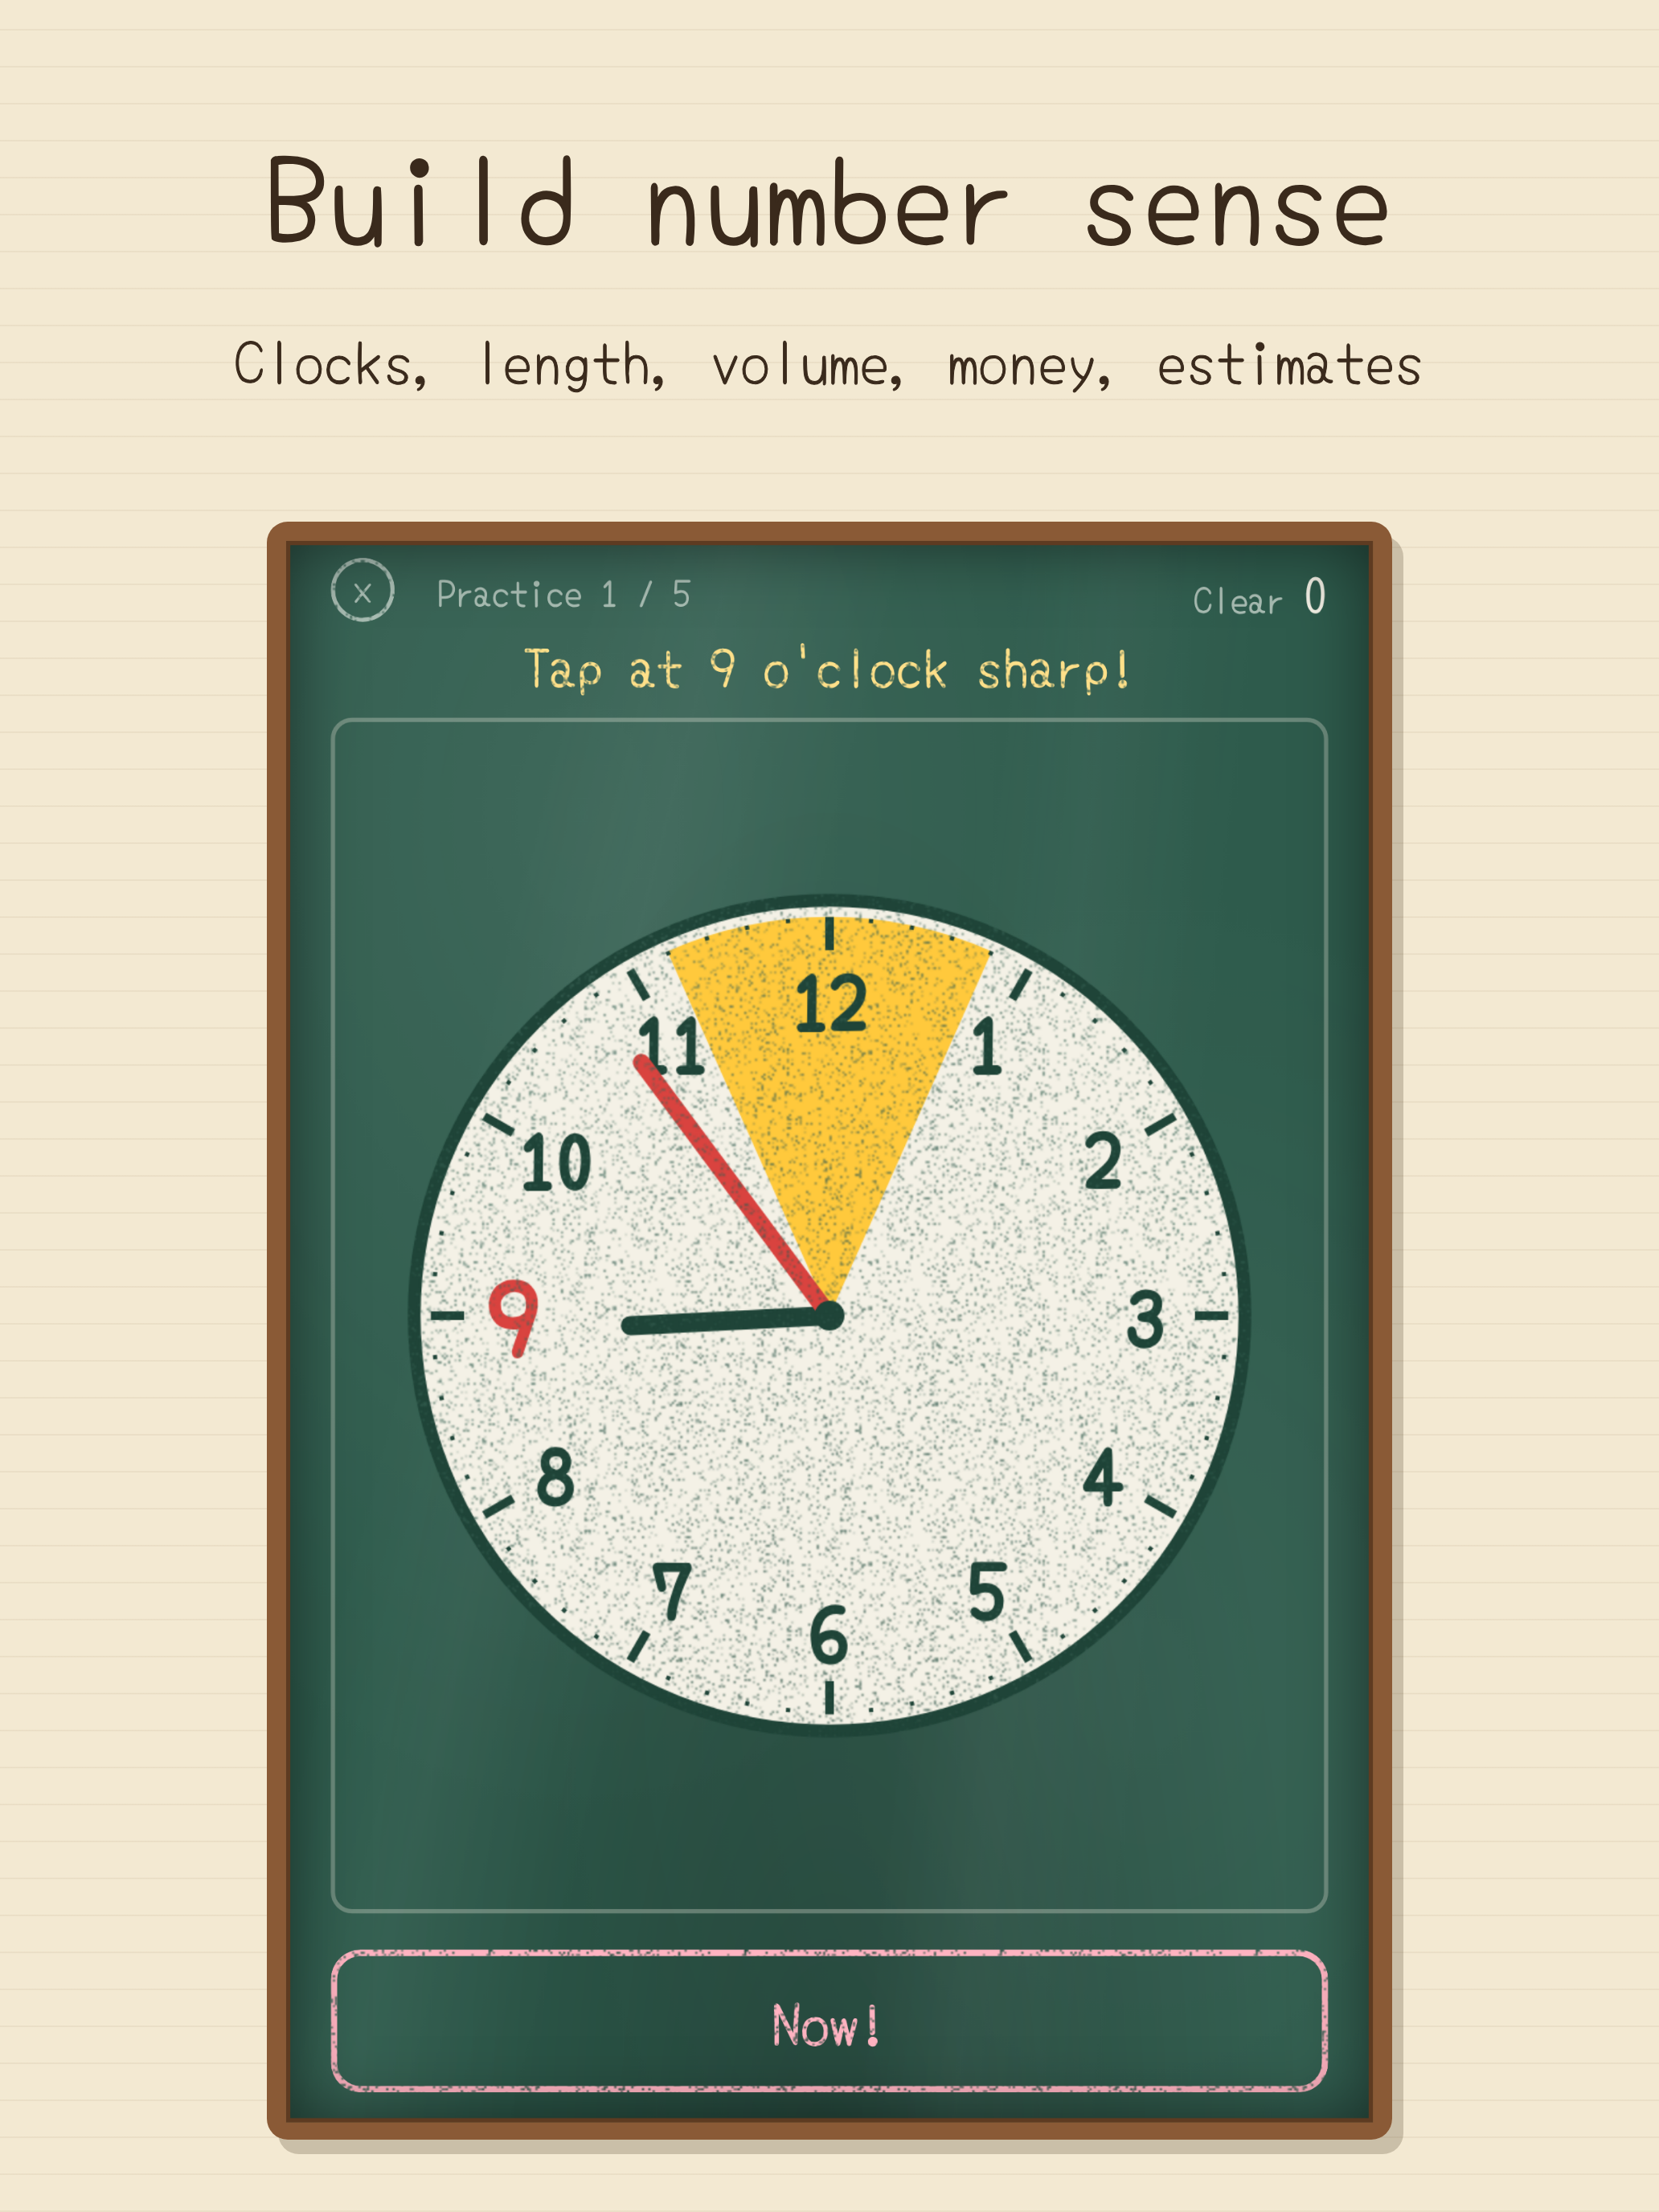 Build number sense
Clocks, length, volume, money, estimates
x Practice 1 / 5 Clear 0
Tap at 9 o'clock sharp!
12
11 1
10 2
9 3
8 4
7 5
6
Now!